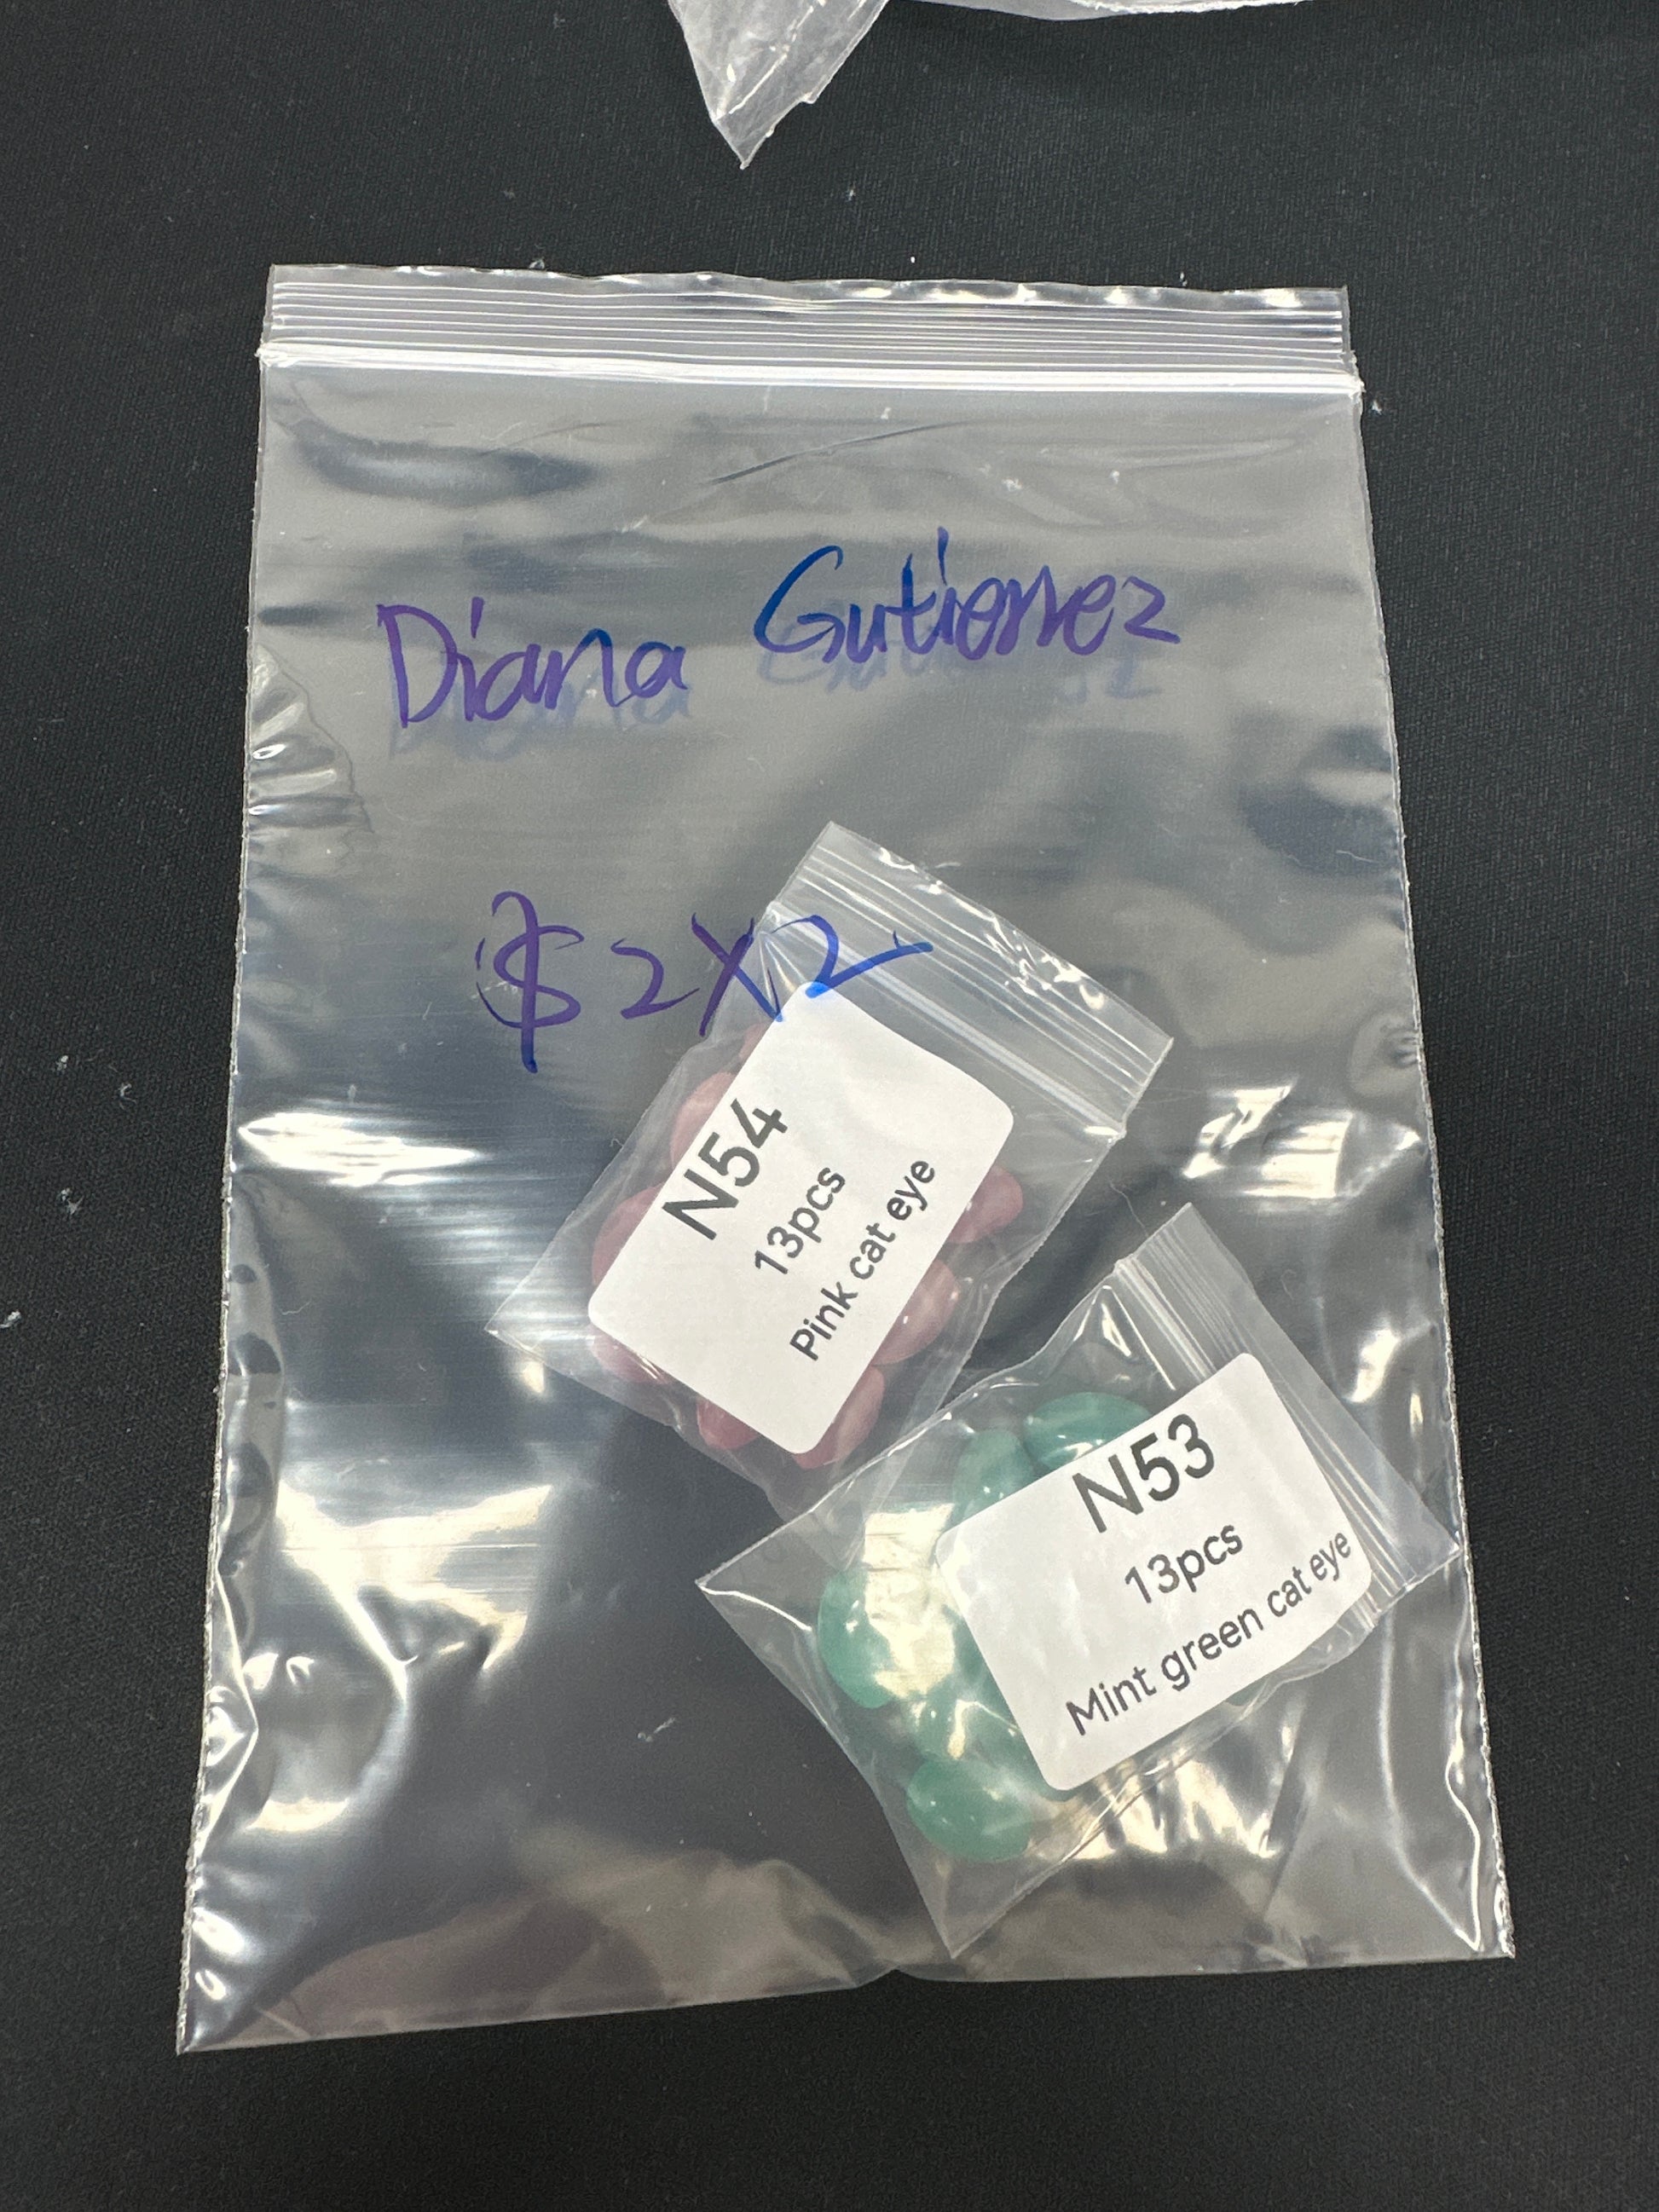 Diana Gutierrez
$2x2
N54
13pcs
Pink cat eye
N53
13pcs
Mint green cat eye